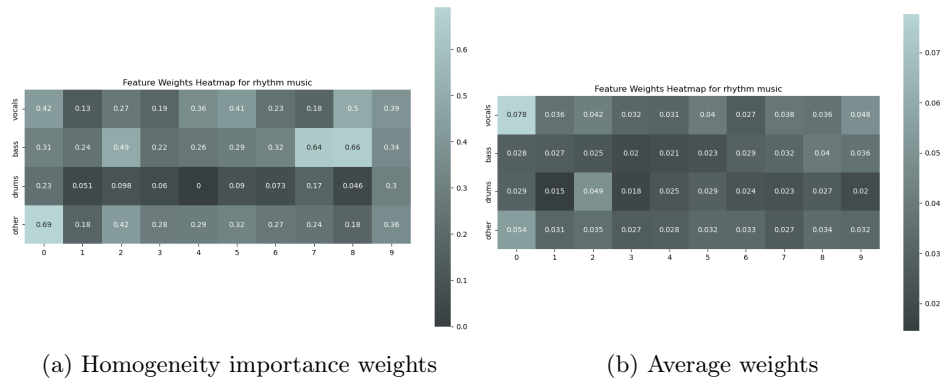 Feature Weights Heatmap for rhythm music
vocals 0.42 0.13 0.27 0.19 0.36 0.41 0.23 0.18 0.5 0.39
bass 0.31 0.24 0.49 0.22 0.26 0.29 0.32 0.64 0.66 0.34
drums 0.23 0.051 0.098 0.06 0 0.09 0.073 0.17 0.046 0.3
other 0.69 0.18 0.42 0.28 0.29 0.32 0.27 0.24 0.18 0.36
0 1 2 3 4 5 6 7 8 9
0.6
0.5
0.4
0.3
0.2
0.1
0.0
(a) Homogeneity importance weights
Feature Weights Heatmap for rhythm music
vocals 0.078 0.036 0.042 0.032 0.031 0.04 0.027 0.038 0.036 0.048
bass 0.028 0.027 0.025 0.02 0.021 0.023 0.029 0.032 0.04 0.036
drums 0.029 0.015 0.049 0.018 0.025 0.029 0.024 0.023 0.027 0.02
other 0.054 0.031 0.035 0.027 0.028 0.032 0.033 0.027 0.034 0.032
0 1 2 3 4 5 6 7 8 9
0.07
0.06
0.05
0.04
0.03
0.02
(b) Average weights